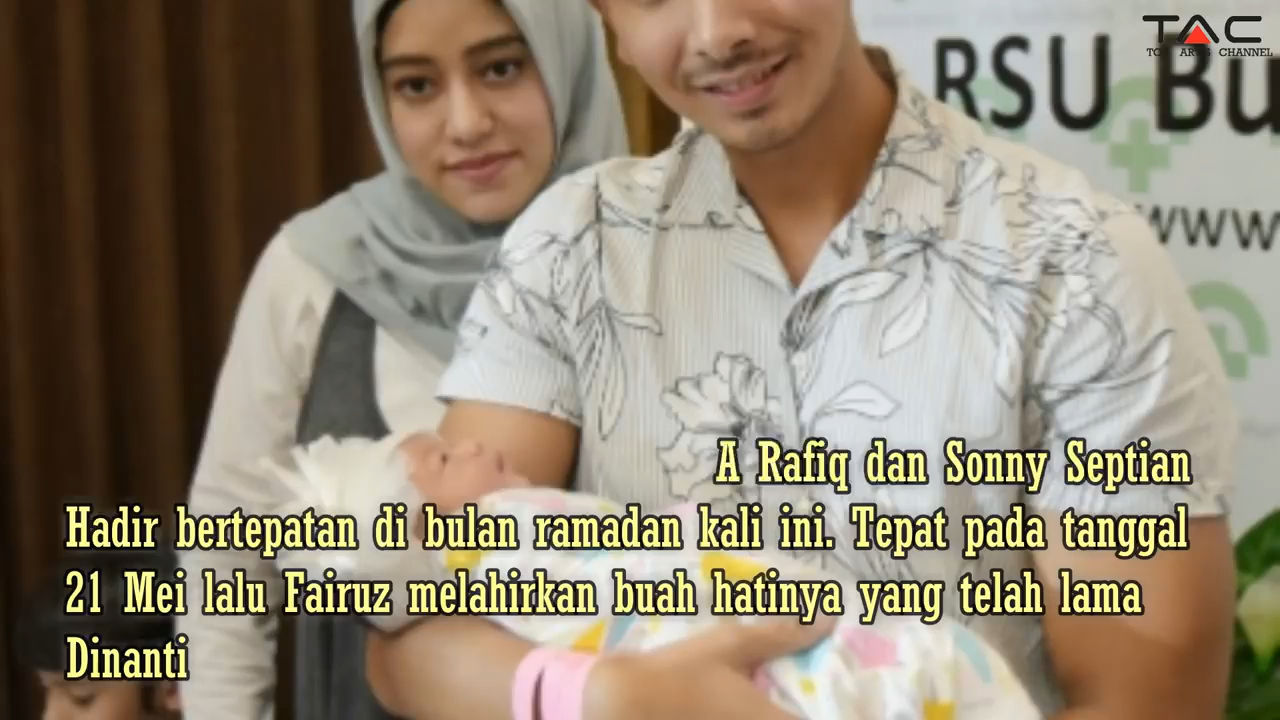 TAC
CHANNEL
RSU Bu
www
A Rafiq dan Sonny Septian
Hadir bertepatan di bulan ramadan kali ini. Tepat pada tanggal
21 Mei lalu Fairuz melahirkan buah hatinya yang telah lama
Dinanti